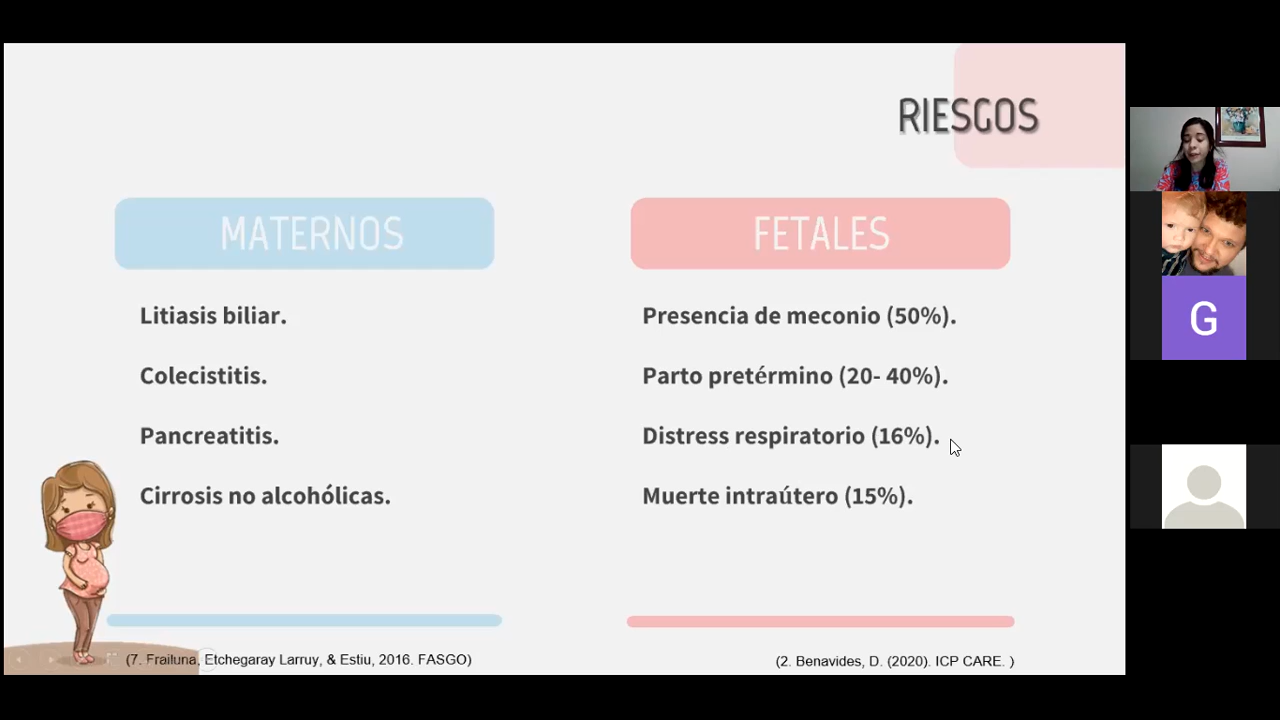 RIESGOS
MATERNOS
Litiasis biliar.
Colecistitis.
Pancreatitis.
Cirrosis no alcohólicas.
(7. Frailuna, Etchegaray Larruy, & Estiu, 2016. FASGO)
FETALES
Presencia de meconio (50%).
Parto pretérmino (20- 40%).
Distress respiratorio (16%).
Muerte intraútero (15%).
(2. Benavides, D. (2020). ICP CARE. )
G